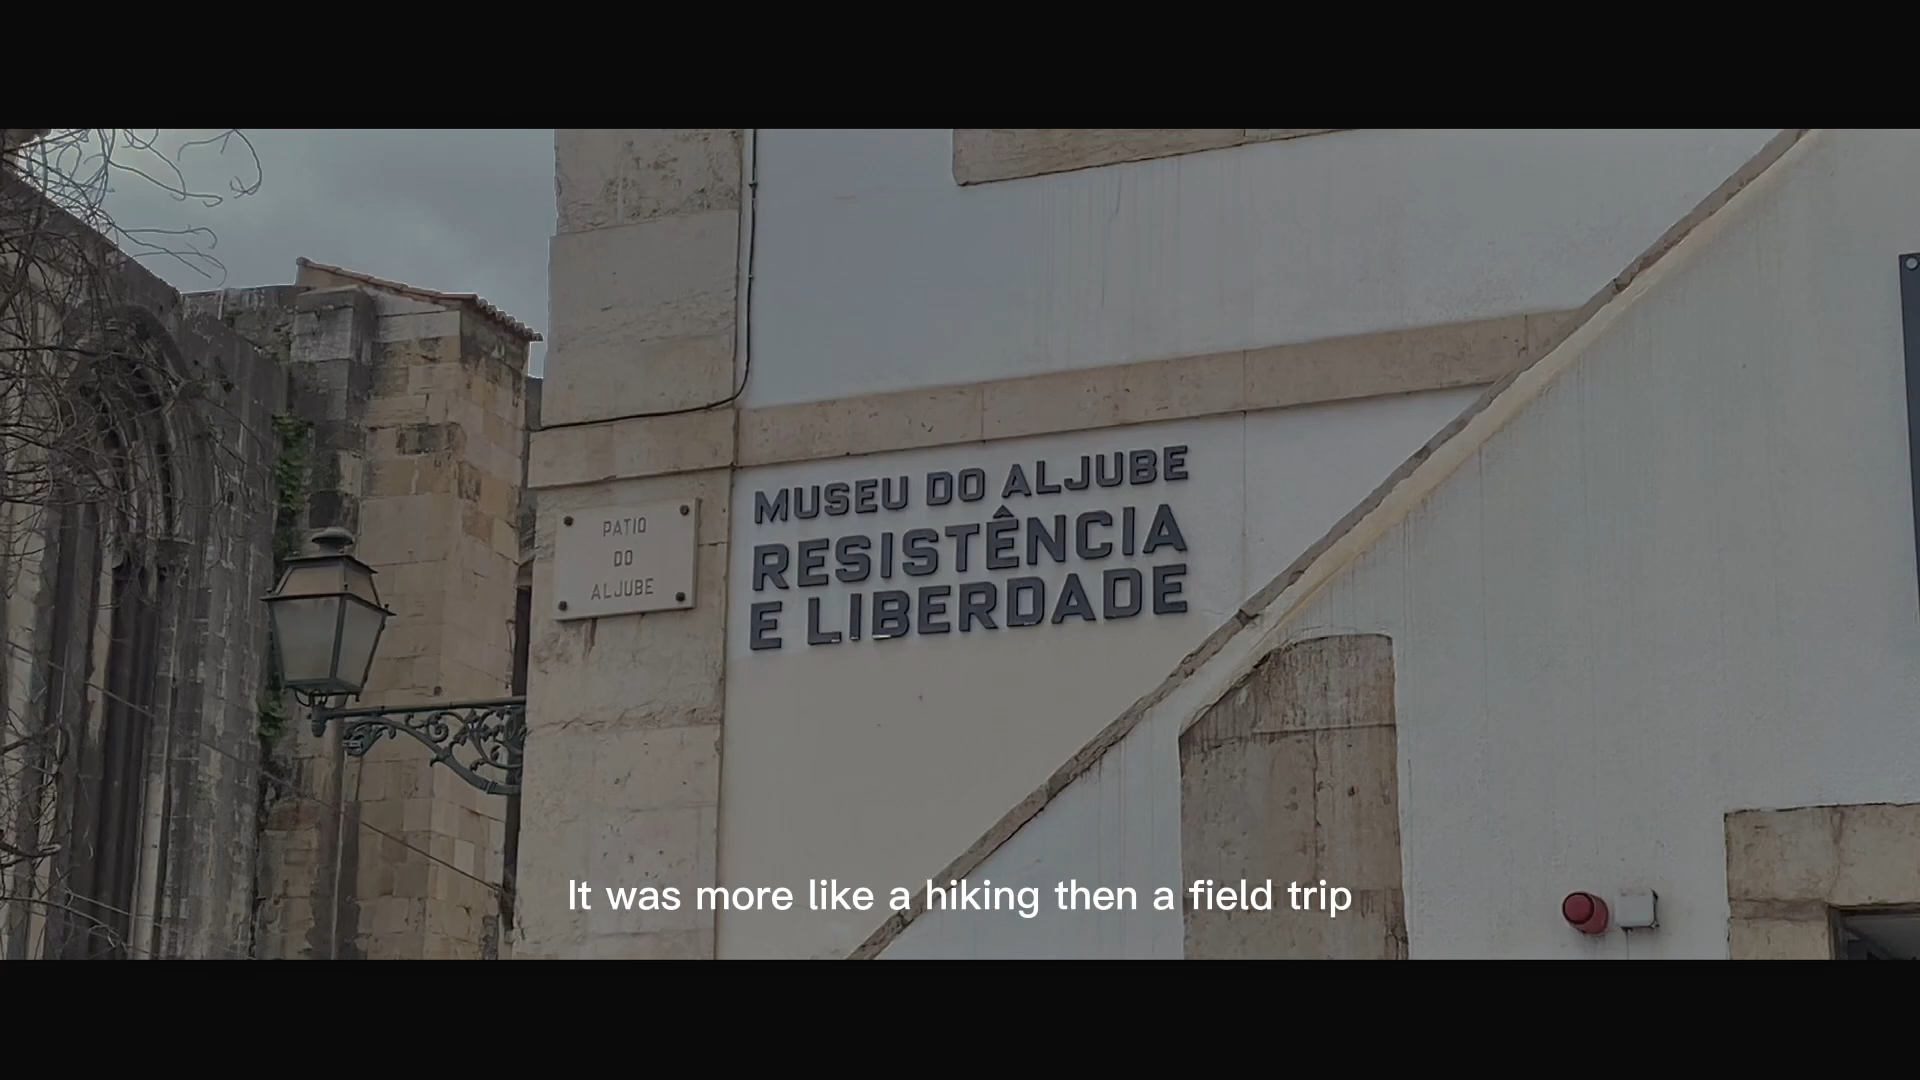 PATIO
DO
ALJUBE
MUSEU DO ALJUBE
RESISTÊNCIA
E LIBERDADE
It was more like a hiking then a field trip